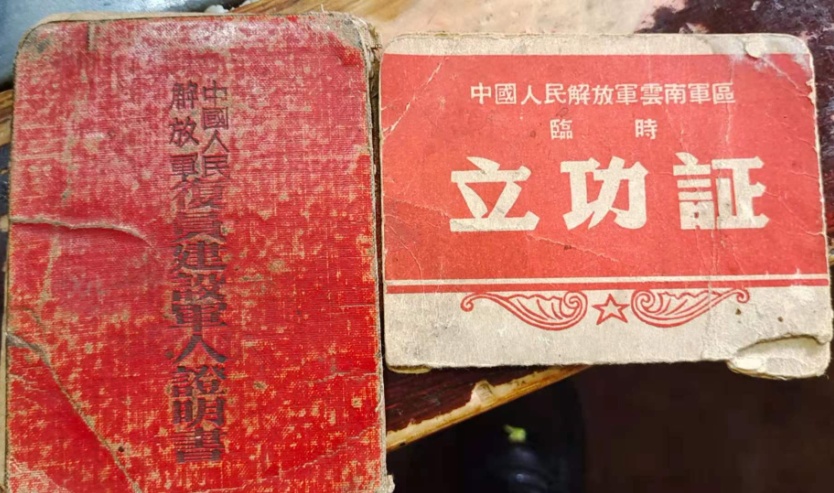 中國人民
解放軍
復員建設軍人證明書
中國人民解放軍雲南軍區
臨時
立功証